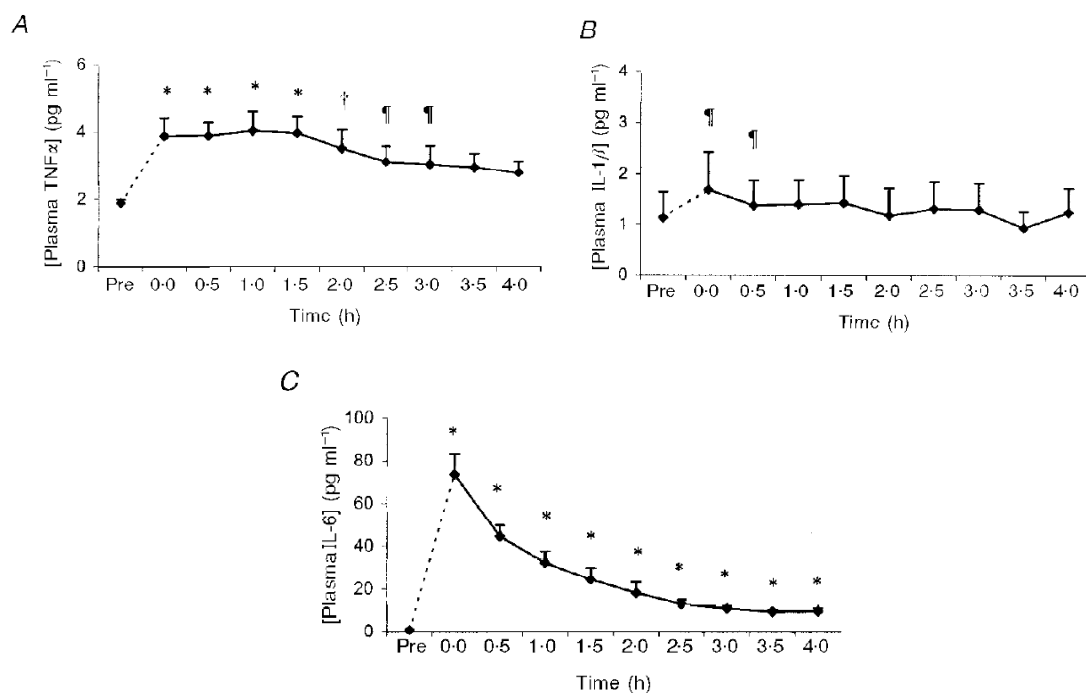 A
[Plasma TNFα] (pg ml⁻¹)
6
4
2
0
* * * * † ¶ ¶
Pre 0·0 0·5 1·0 1·5 2·0 2·5 3·0 3·5 4·0
Time (h)
B
[Plasma IL-1β] (pg ml⁻¹)
4
3
2
1
0
¶ ¶
Pre 0·0 0·5 1·0 1·5 2·0 2·5 3·0 3·5 4·0
Time (h)
C
[Plasma IL-6] (pg ml⁻¹)
100
80
60
40
20
0
* * * * * * * * *
Pre 0·0 0·5 1·0 1·5 2·0 2·5 3·0 3·5 4·0
Time (h)